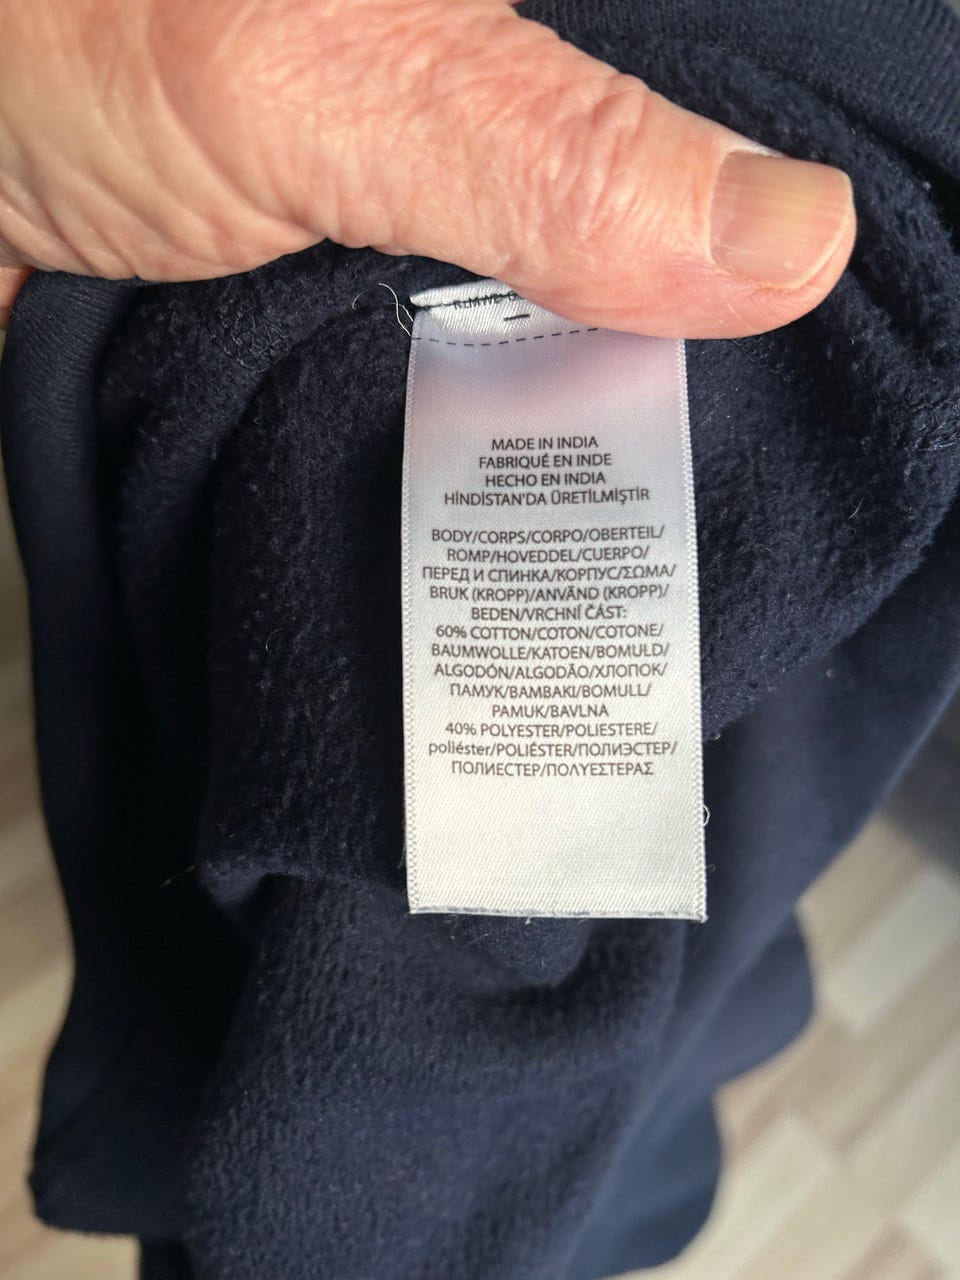 MADE IN INDIA
FABRIQUÉ EN INDE
HECHO EN INDIA
HİNDİSTAN'DA ÜRETİLMİŞTİR
BODY/CORPS/CORPO/OBERTEIL/
ROMP/HOVEDDEL/CUERPO/
ПЕРЕД И СПИНКА/КОРПУС/ΣΩΜΑ/
BRUK (KROPP)/ANVÄND (KROPP)/
BEDEN/VRCHNÍ ČÁST:
60% COTTON/COTON/COTONE/
BAUMWOLLE/KATOEN/BOMULD/
ALGODÓN/ALGODÃO/ХЛОПОК/
ПАМУК/ΒΑΜΒΑΚΙ/BOMULL/
PAMUK/BAVLNA
40% POLYESTER/POLIESTERE/
poliéster/POLIÉSTER/ПОЛИЭСТЕР/
ПОЛИЕСТЕР/ΠΟΛΥΕΣΤΕΡΑΣ